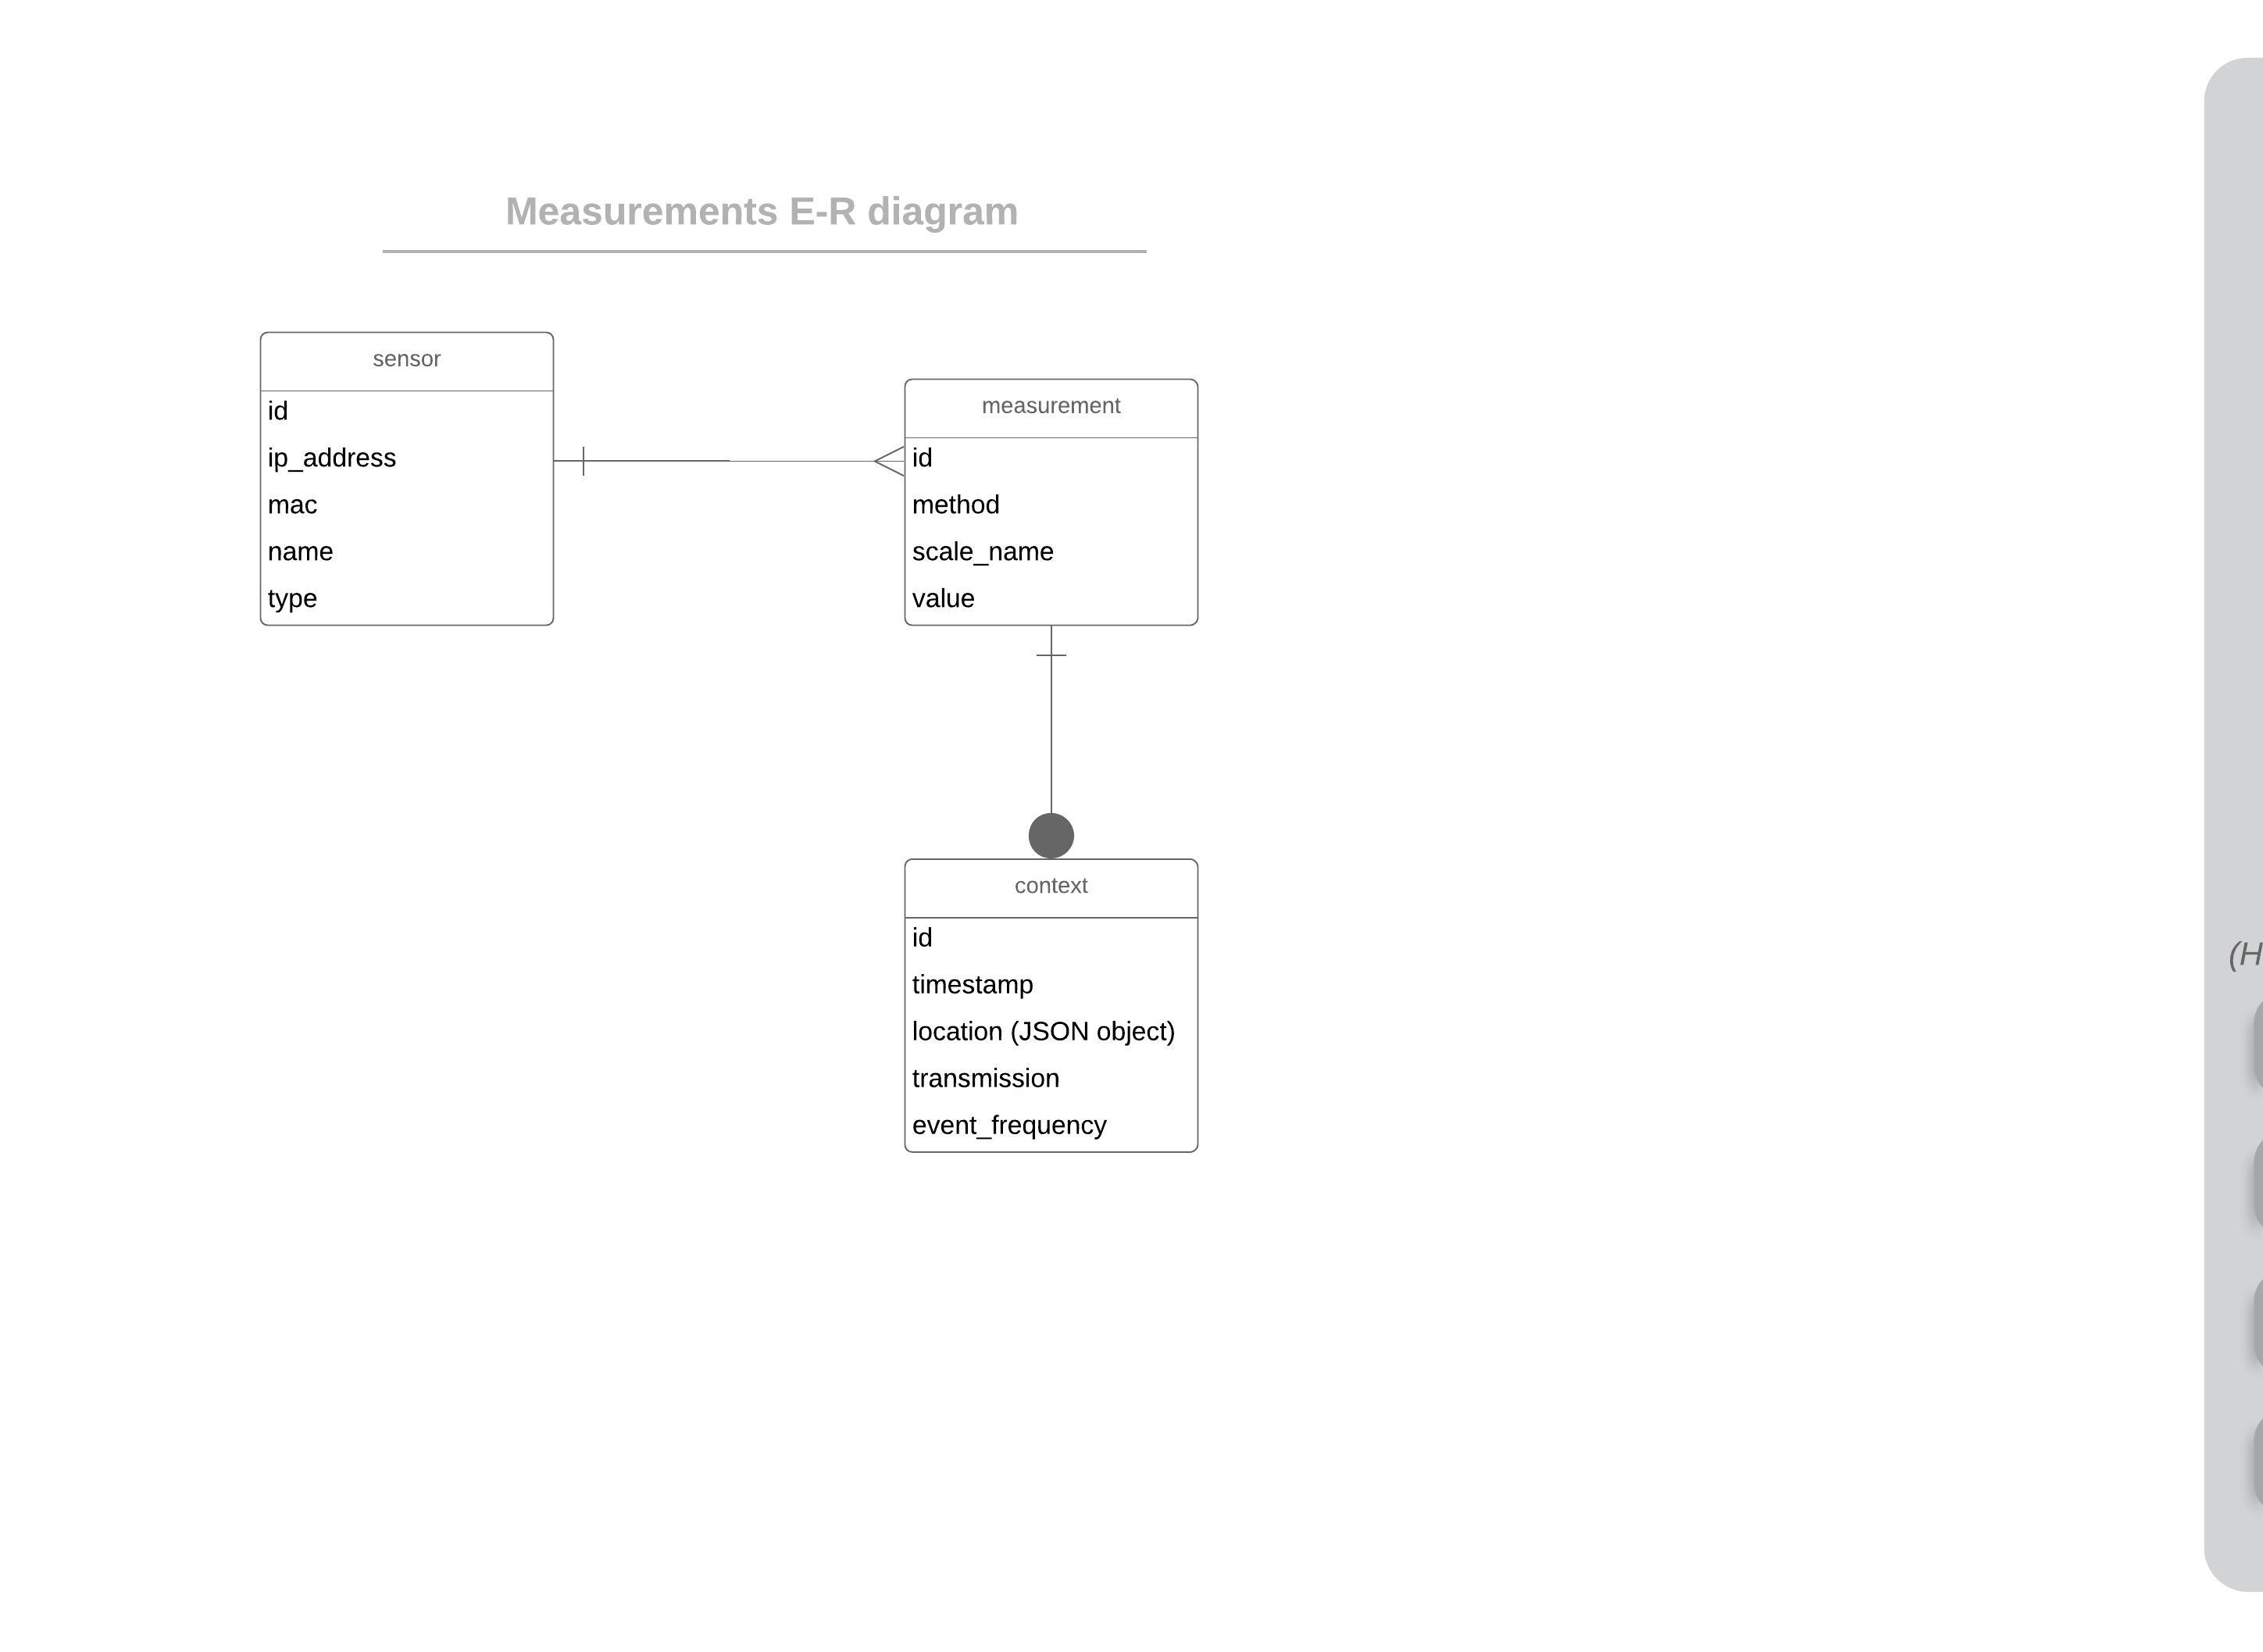 Measurements E-R diagram
sensor
id
ip_address
mac
name
type
measurement
id
method
scale_name
value
context
id
timestamp
location (JSON object)
transmission
event_frequency
(H